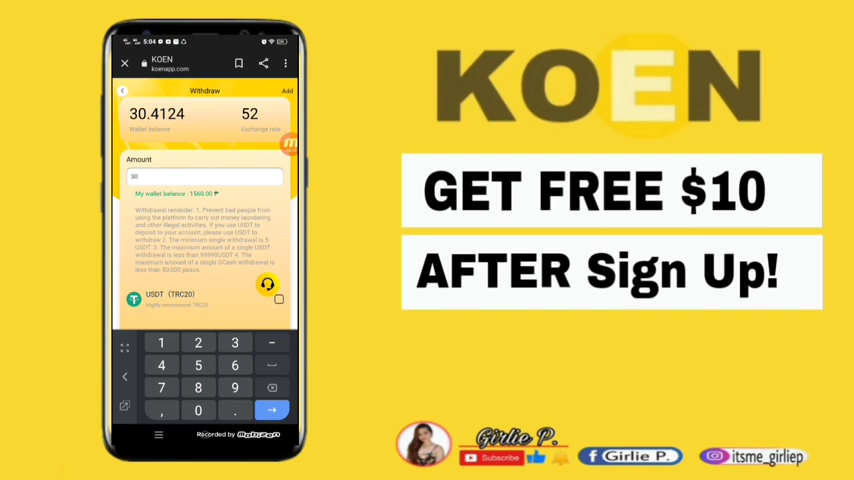 5:04
KOEN
koenapp.com
Withdraw
Add
30.4124
52
Wallet balance
Exchange rate
Amount
30
My wallet balance : 1560.00 ₱
Withdrawal reminder: 1. Prevent bad people from
using the platform to carry out money laundering
and other illegal activities. If you use USDT to
deposit to your account, please use USDT to
withdraw 2. The minimum single withdrawal is 5
USDT. 3. The maximum amount of a single USDT
withdrawal is less than 99999USDT 4. The
maximum amount of a single GCash withdrawal is
less than 50,000 pesos.
USDT (TRC20)
Highly recommend TRC20
1 2 3 −
4 5 6
7 8 9
, 0 .
Recorded by Mobizen
KOEN
GET FREE $10
AFTER Sign Up!
Girlie P.
Subscribe
Girlie P.
itsme_girliep